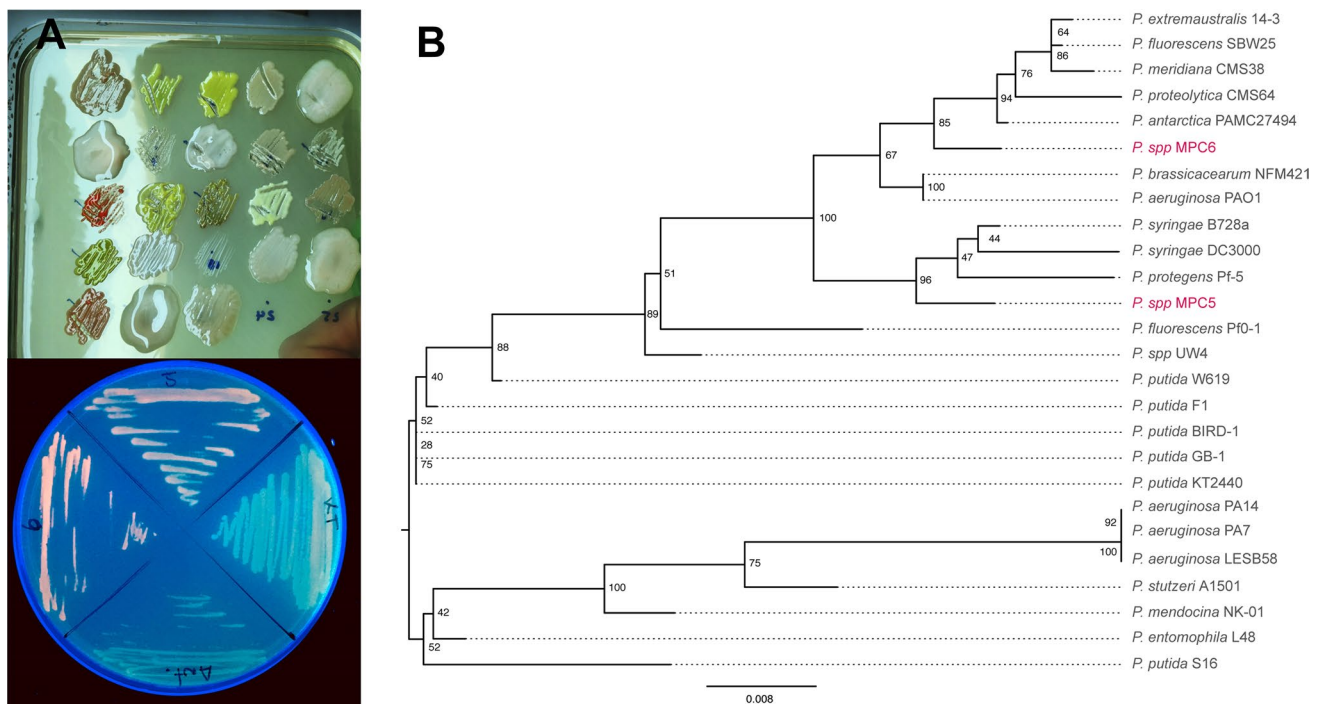 A
B
P. extremaustralis 14-3
64
P. fluorescens SBW25
86
P. meridiana CMS38
76
P. proteolytica CMS64
94
P. antarctica PAMC27494
85
P. spp MPC6
67
P. brassicacearum NFM421
100
P. aeruginosa PAO1
100
P. syringae B728a
44
P. syringae DC3000
47
P. protegens Pf-5
96
P. spp MPC5
51
89
P. fluorescens Pf0-1
P. spp UW4
88
P. putida W619
40
P. putida F1
52
P. putida BIRD-1
28
P. putida GB-1
75
P. putida KT2440
P. aeruginosa PA14
92
P. aeruginosa PA7
100
P. aeruginosa LESB58
75
P. stutzeri A1501
100
P. mendocina NK-01
42
P. entomophila L48
52
P. putida S16
0.008
Ant.